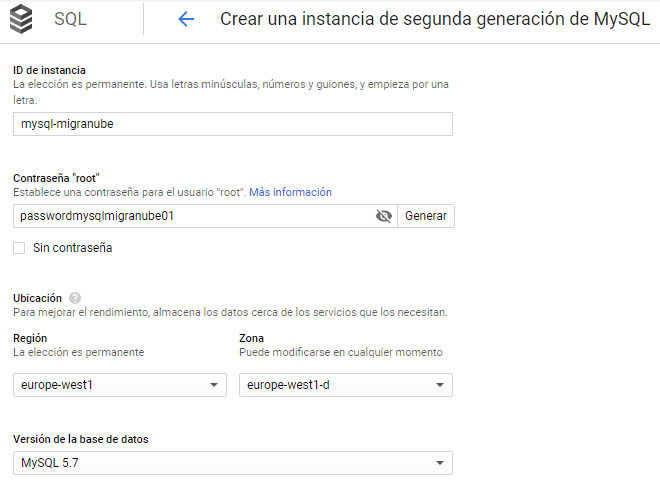 SQL
Crear una instancia de segunda generación de MySQL
ID de instancia
La elección es permanente. Usa letras minúsculas, números y guiones, y empieza por una
letra.
mysql-migranube
Contraseña "root"
Establece una contraseña para el usuario "root". Más información
passwordmysqlmigranube01
Generar
Sin contraseña
Ubicación ?
Para mejorar el rendimiento, almacena los datos cerca de los servicios que los necesitan.
Región
La elección es permanente
europe-west1
Zona
Puede modificarse en cualquier momento
europe-west1-d
Versión de la base de datos
MySQL 5.7